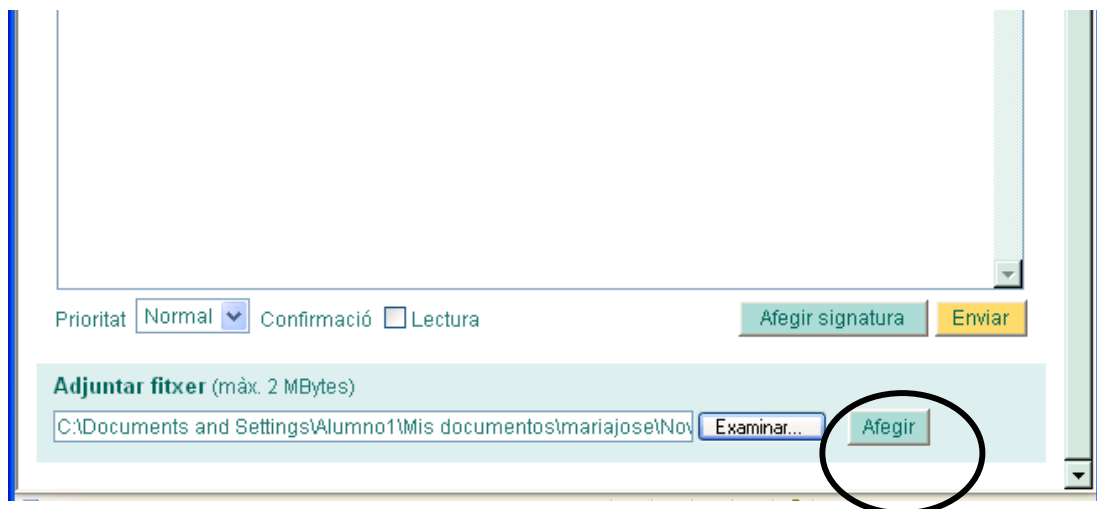 Prioritat Normal Confirmació Lectura Afegir signatura Enviar
Adjuntar fitxer (màx. 2 MBytes)
C:\Documents and Settings\Alumno1\Mis documentos\mariajose\Nov Examinar... Afegir